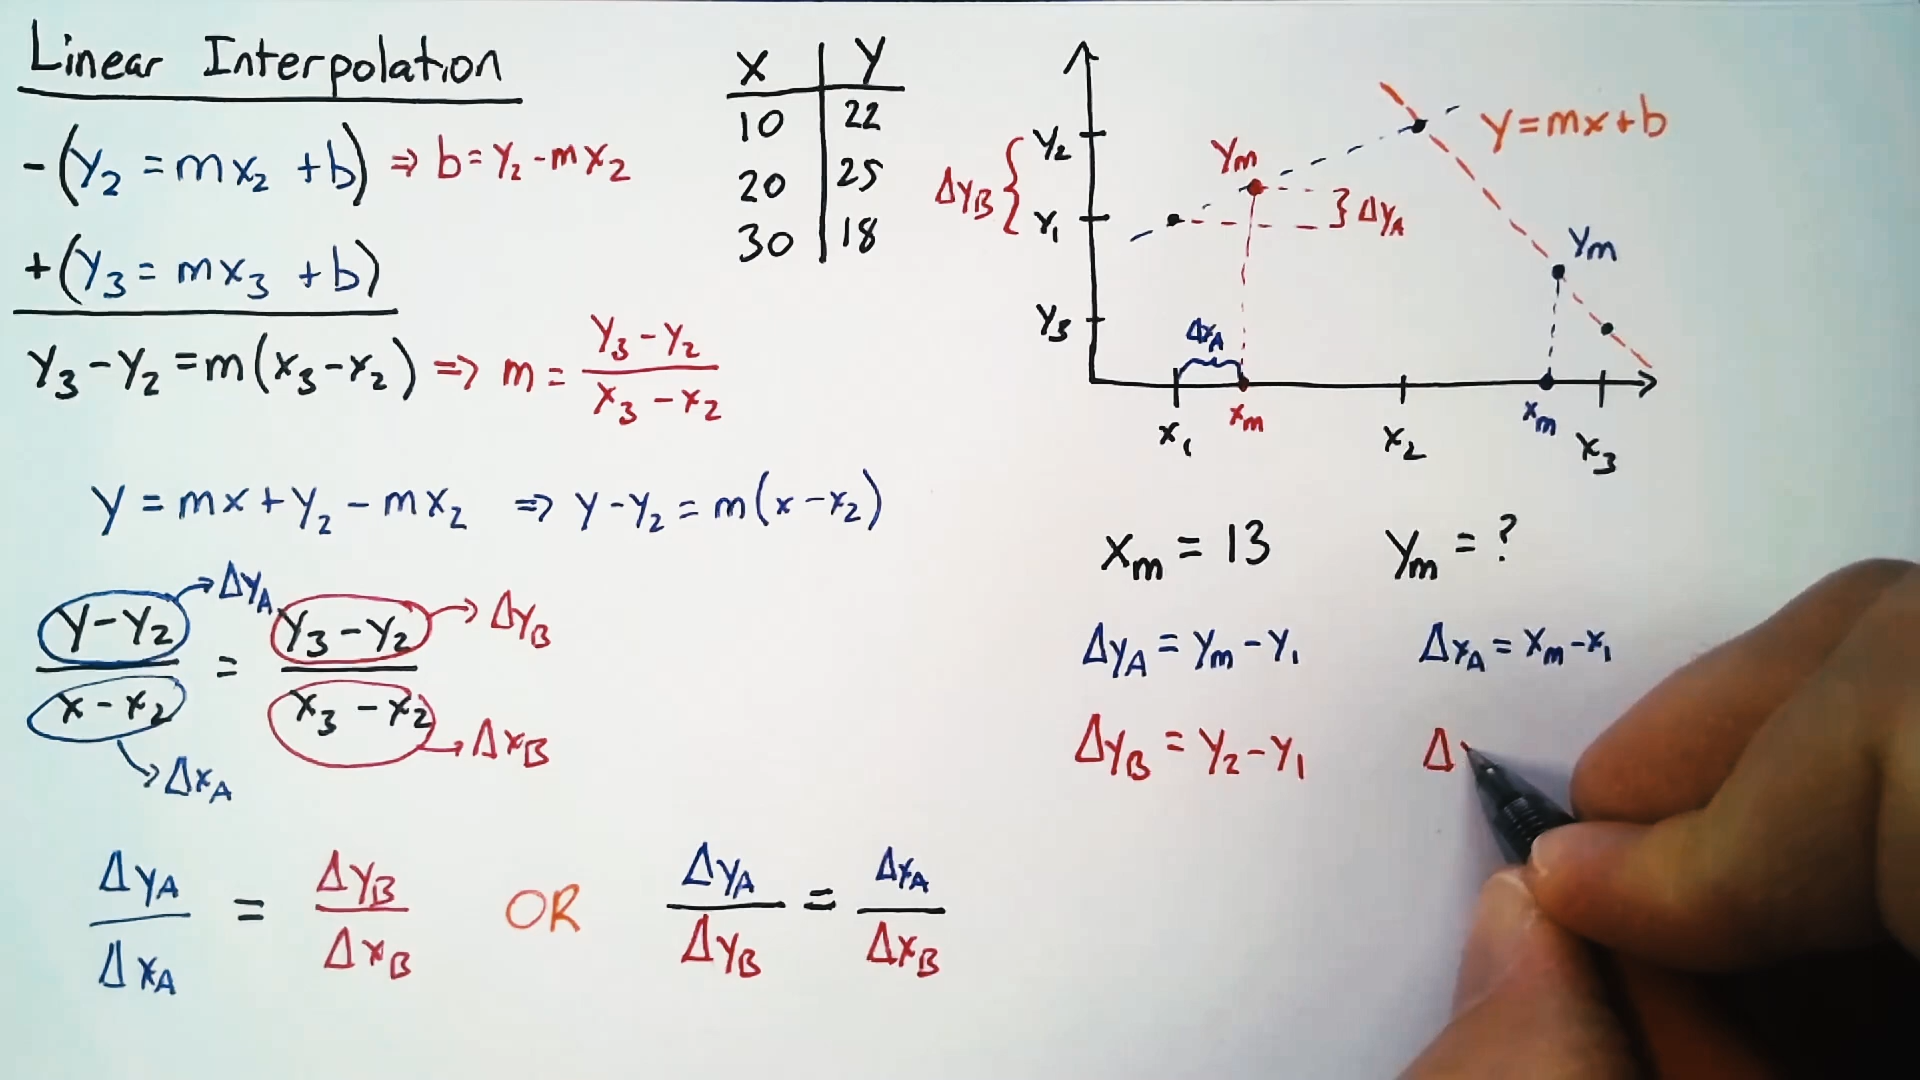 Linear Interpolation
-(y₂ = mx₂ + b) ⇒ b = y₂ - mx₂
+(y₃ = mx₃ + b)
y₃ - y₂ = m(x₃ - x₂) ⇒ m = (y₃ - y₂)/(x₃ - x₂)
y = mx + y₂ - mx₂ ⇒ y - y₂ = m(x - x₂)
→ΔyA
→ΔyB
(y - y₂)/(x - x₂) = (y₃ - y₂)/(x₃ - x₂)
→ΔxB
→ΔxA
ΔyA/ΔxA = ΔyB/ΔxB OR ΔyA/ΔyB = ΔxA/ΔxB
x | y
10 | 22
20 | 25
30 | 18
y = mx + b
y₂
ym
ΔyB {
y₁
} ΔyA
ym
y₃
ΔxA
x₁ xm x₂ xm x₃
xm = 13 ym = ?
ΔyA = ym - y₁ ΔxA = xm - x₁
ΔyB = y₂ - y₁ Δ